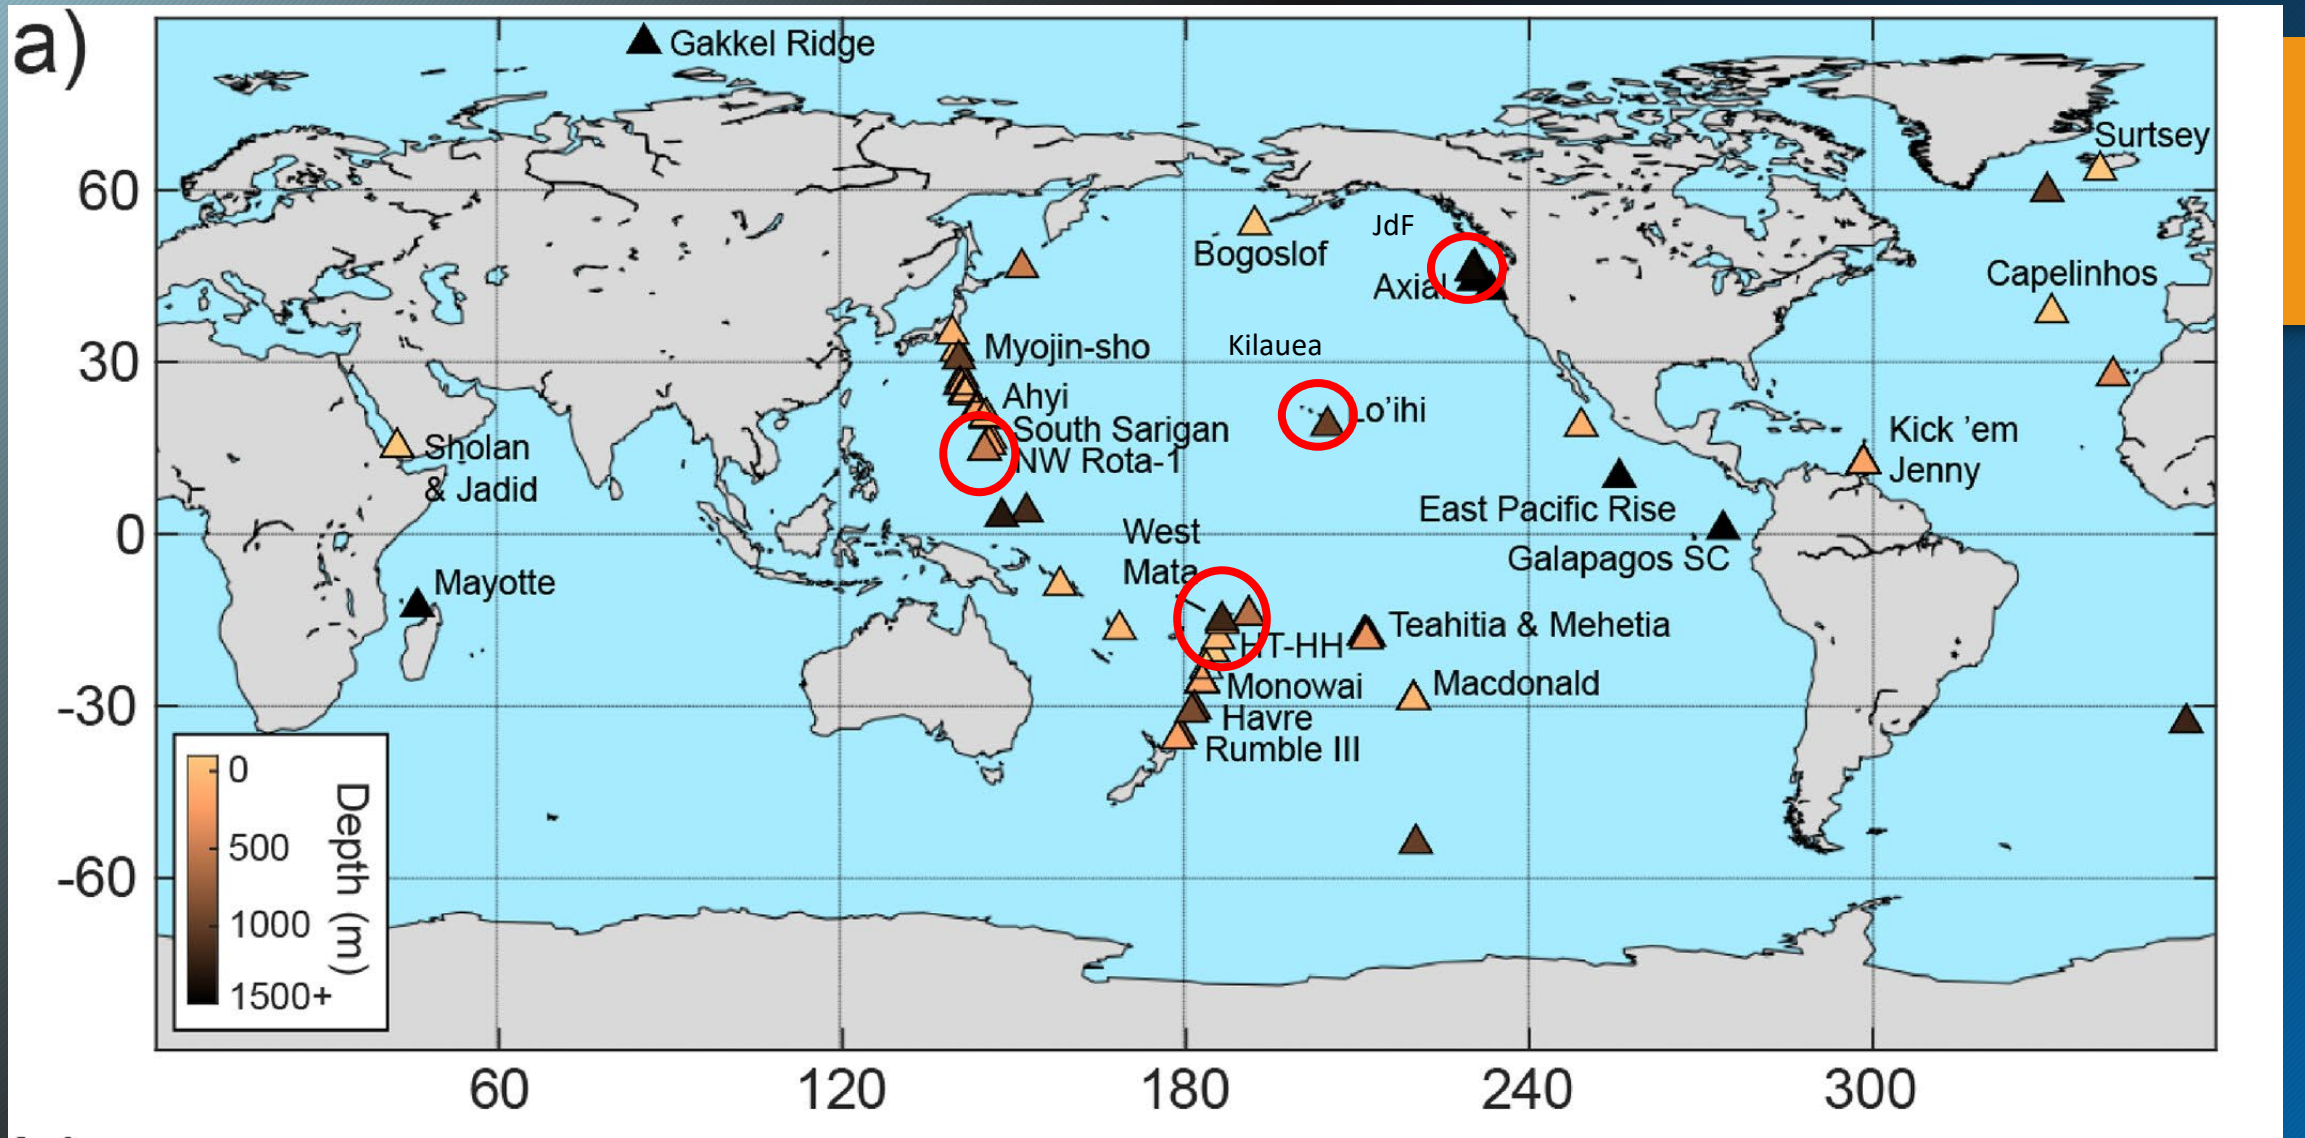 a)
Gakkel Ridge
Surtsey
60
JdF
Bogoslof
Capelinhos
Axial
Kilauea
Myojin-sho
30
Ahyi
Lo'ihi
South Sarigan
Kick 'em
Jenny
Sholan
& Jadid
NW Rota-1
East Pacific Rise
0
West
Mata
Galapagos SC
Mayotte
Teahitia & Mehetia
HT-HH
Monowai
Macdonald
-30
Havre
Rumble III
0
500
1000
1500+
Depth (m)
-60
60
120
180
240
300